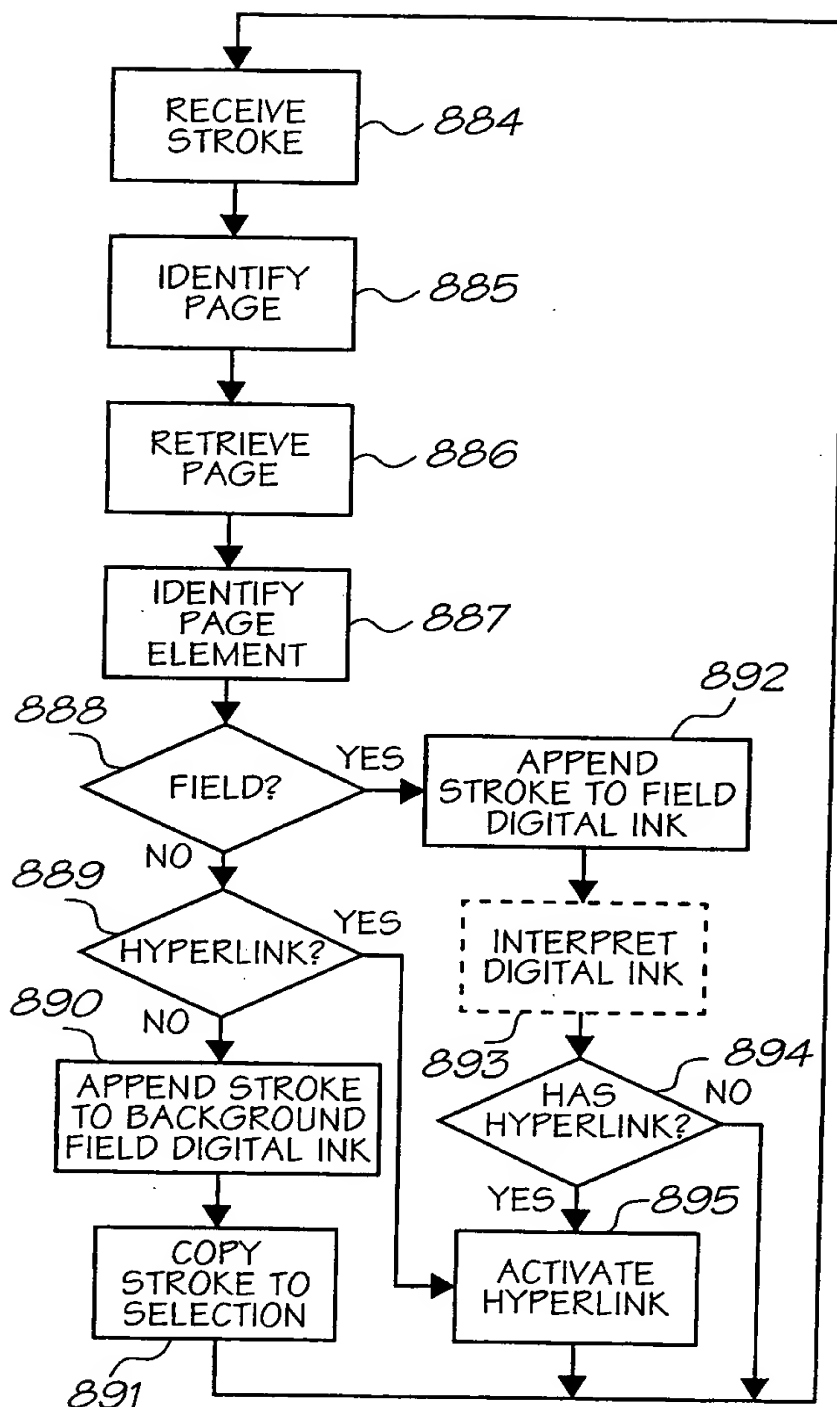 RECEIVE
STROKE
884
IDENTIFY
PAGE
885
RETRIEVE
PAGE
886
IDENTIFY
PAGE
ELEMENT
887
888
FIELD?
YES
NO
892
APPEND
STROKE TO FIELD
DIGITAL INK
889
HYPERLINK?
YES
NO
INTERPRET
DIGITAL INK
893
890
APPEND STROKE
TO BACKGROUND
FIELD DIGITAL INK
894
HAS
HYPERLINK?
NO
YES
895
COPY
STROKE TO
SELECTION
891
ACTIVATE
HYPERLINK